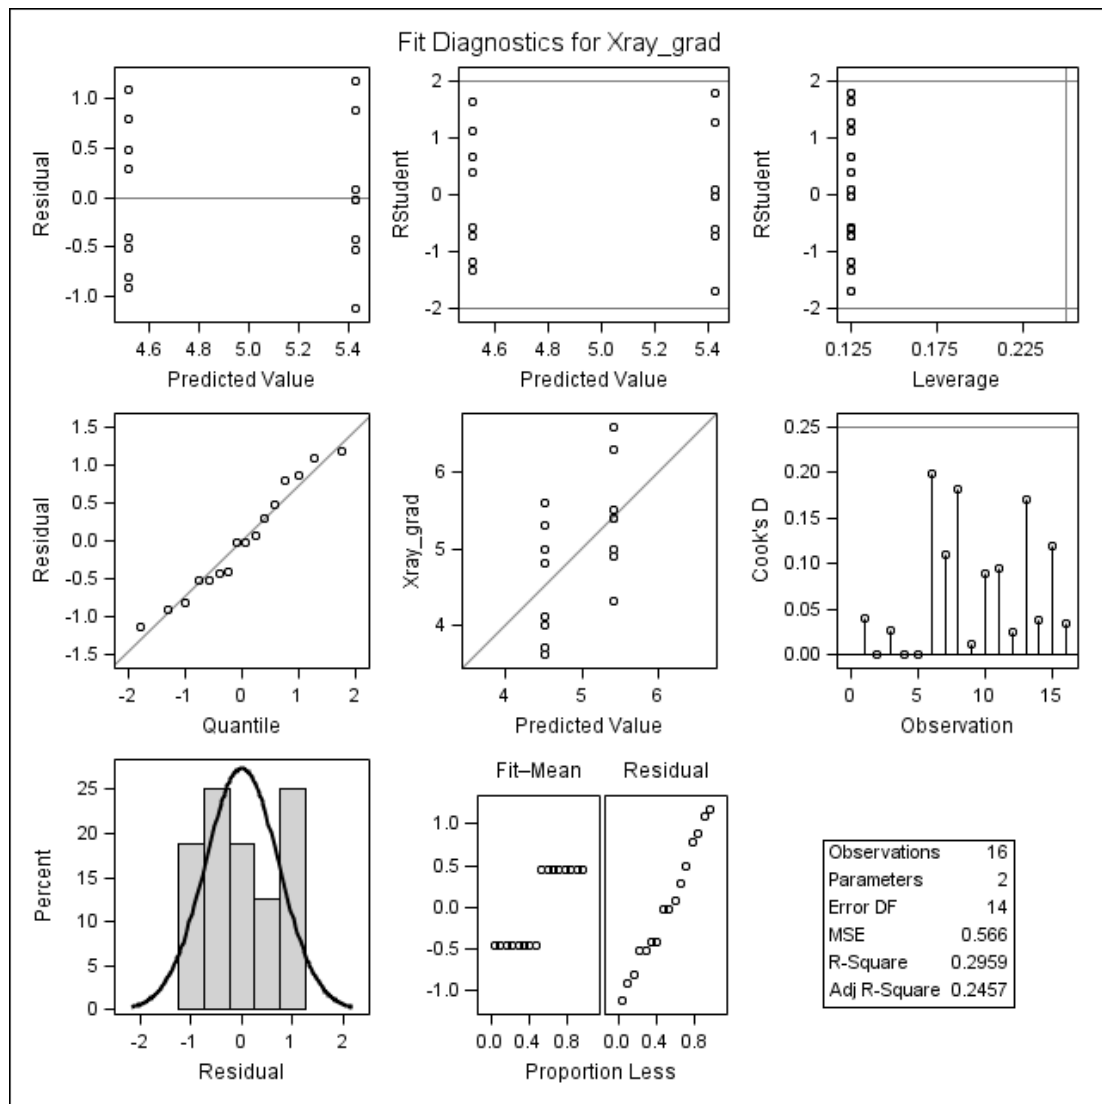 Fit Diagnostics for Xray_grad
Residual
1.0
0.5
0.0
-0.5
-1.0
4.6 4.8 5.0 5.2 5.4
Predicted Value
RStudent
2
1
0
-1
-2
4.6 4.8 5.0 5.2 5.4
Predicted Value
RStudent
2
1
0
-1
-2
0.125 0.175 0.225
Leverage
Residual
1.5
1.0
0.5
0.0
-0.5
-1.0
-1.5
-2 -1 0 1 2
Quantile
Xray_grad
6
5
4
4 5 6
Predicted Value
Cook's D
0.25
0.20
0.15
0.10
0.05
0.00
0 5 10 15
Observation
Percent
25
20
15
10
5
0
-2 -1 0 1 2
Residual
Fit–Mean Residual
1.0
0.5
0.0
-0.5
-1.0
0.0 0.4 0.8 0.0 0.4 0.8
Proportion Less
Observations 16
Parameters 2
Error DF 14
MSE 0.566
R-Square 0.2959
Adj R-Square 0.2457